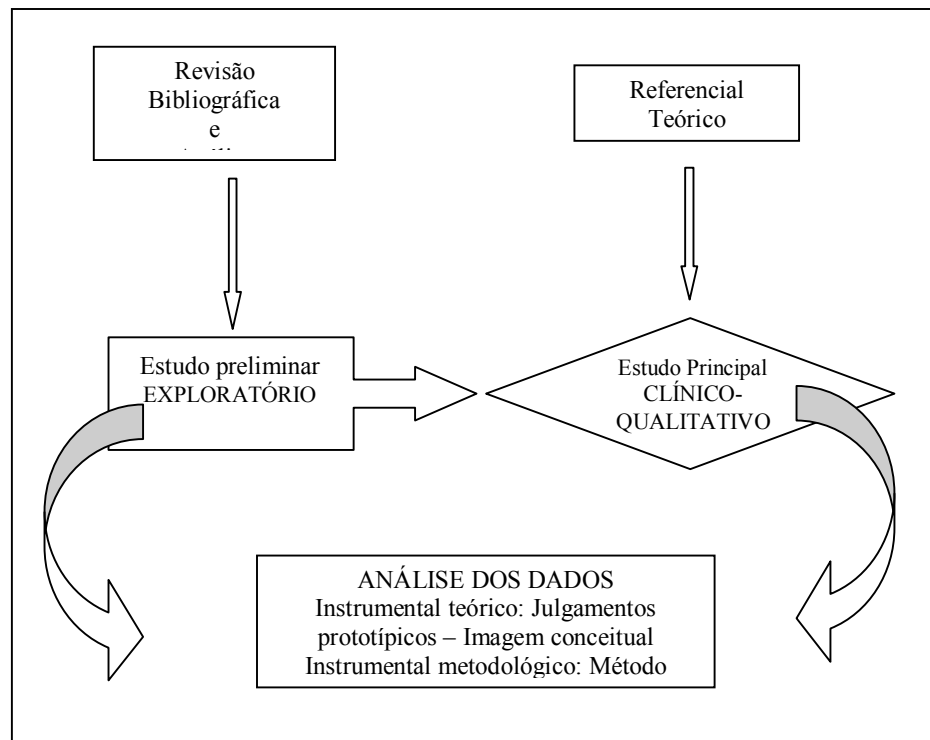 Revisão
Bibliográfica
e
Referencial
Teórico
Estudo preliminar
EXPLORATÓRIO
Estudo Principal
CLÍNICO-
QUALITATIVO
ANÁLISE DOS DADOS
Instrumental teórico: Julgamentos
prototípicos – Imagem conceitual
Instrumental metodológico: Método